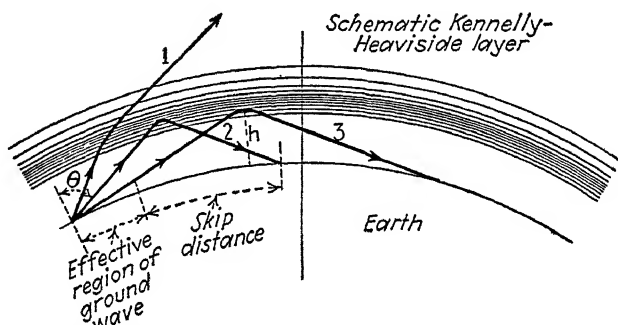 Schematic Kennelly-
Heaviside layer
1
2
h
3
θ
Skip
distance
Earth
Effective
region of
ground
wave